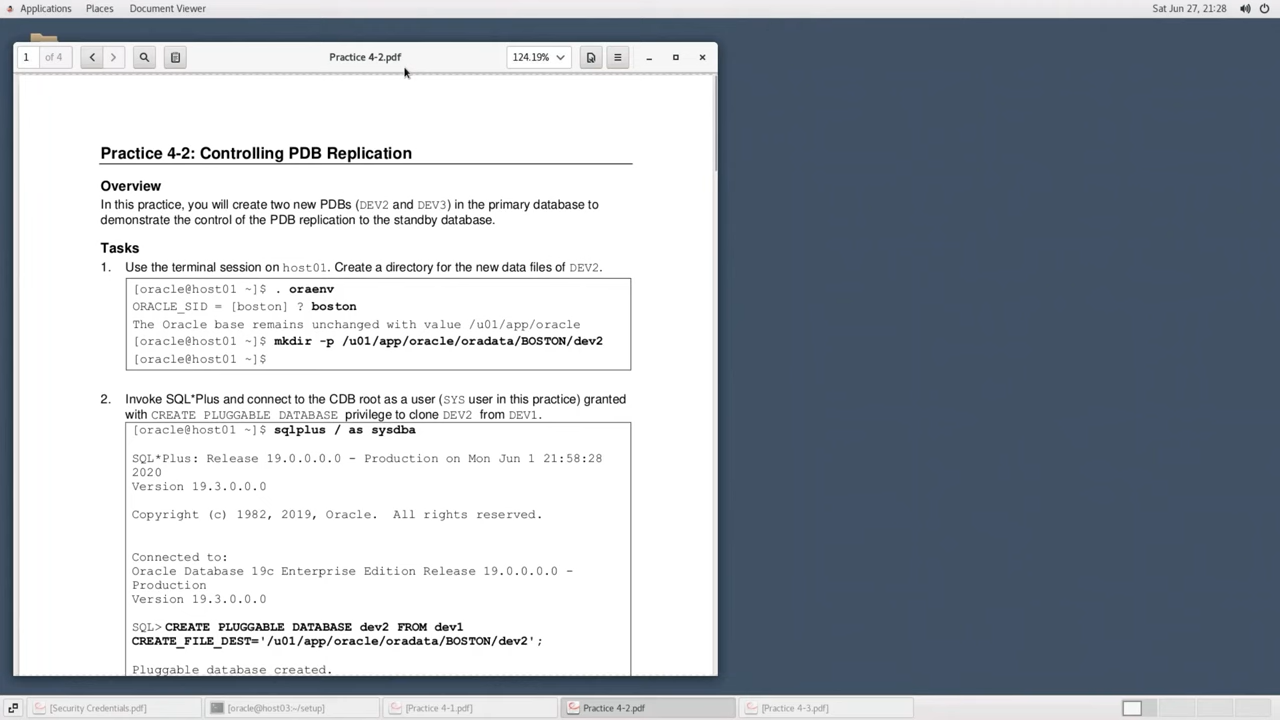 Applications Places Document Viewer Sat Jun 27, 21:28
1 of 4 Practice 4-2.pdf 124.19%
Practice 4-2: Controlling PDB Replication
Overview
In this practice, you will create two new PDBs (DEV2 and DEV3) in the primary database to
demonstrate the control of the PDB replication to the standby database.
Tasks
1. Use the terminal session on host01. Create a directory for the new data files of DEV2.
[oracle@host01 ~]$ . oraenv
ORACLE_SID = [boston] ? boston
The Oracle base remains unchanged with value /u01/app/oracle
[oracle@host01 ~]$ mkdir -p /u01/app/oracle/oradata/BOSTON/dev2
[oracle@host01 ~]$
2. Invoke SQL*Plus and connect to the CDB root as a user (SYS user in this practice) granted
with CREATE PLUGGABLE DATABASE privilege to clone DEV2 from DEV1.
[oracle@host01 ~]$ sqlplus / as sysdba
SQL*Plus: Release 19.0.0.0.0 - Production on Mon Jun 1 21:58:28
2020
Version 19.3.0.0.0
Copyright (c) 1982, 2019, Oracle. All rights reserved.
Connected to:
Oracle Database 19c Enterprise Edition Release 19.0.0.0.0 -
Production
Version 19.3.0.0.0
SQL> CREATE PLUGGABLE DATABASE dev2 FROM dev1
CREATE_FILE_DEST='/u01/app/oracle/oradata/BOSTON/dev2';
Pluggable database created.
[Security Credentials.pdf] [oracle@host03:~/setup] [Practice 4-1.pdf] Practice 4-2.pdf [Practice 4-3.pdf]